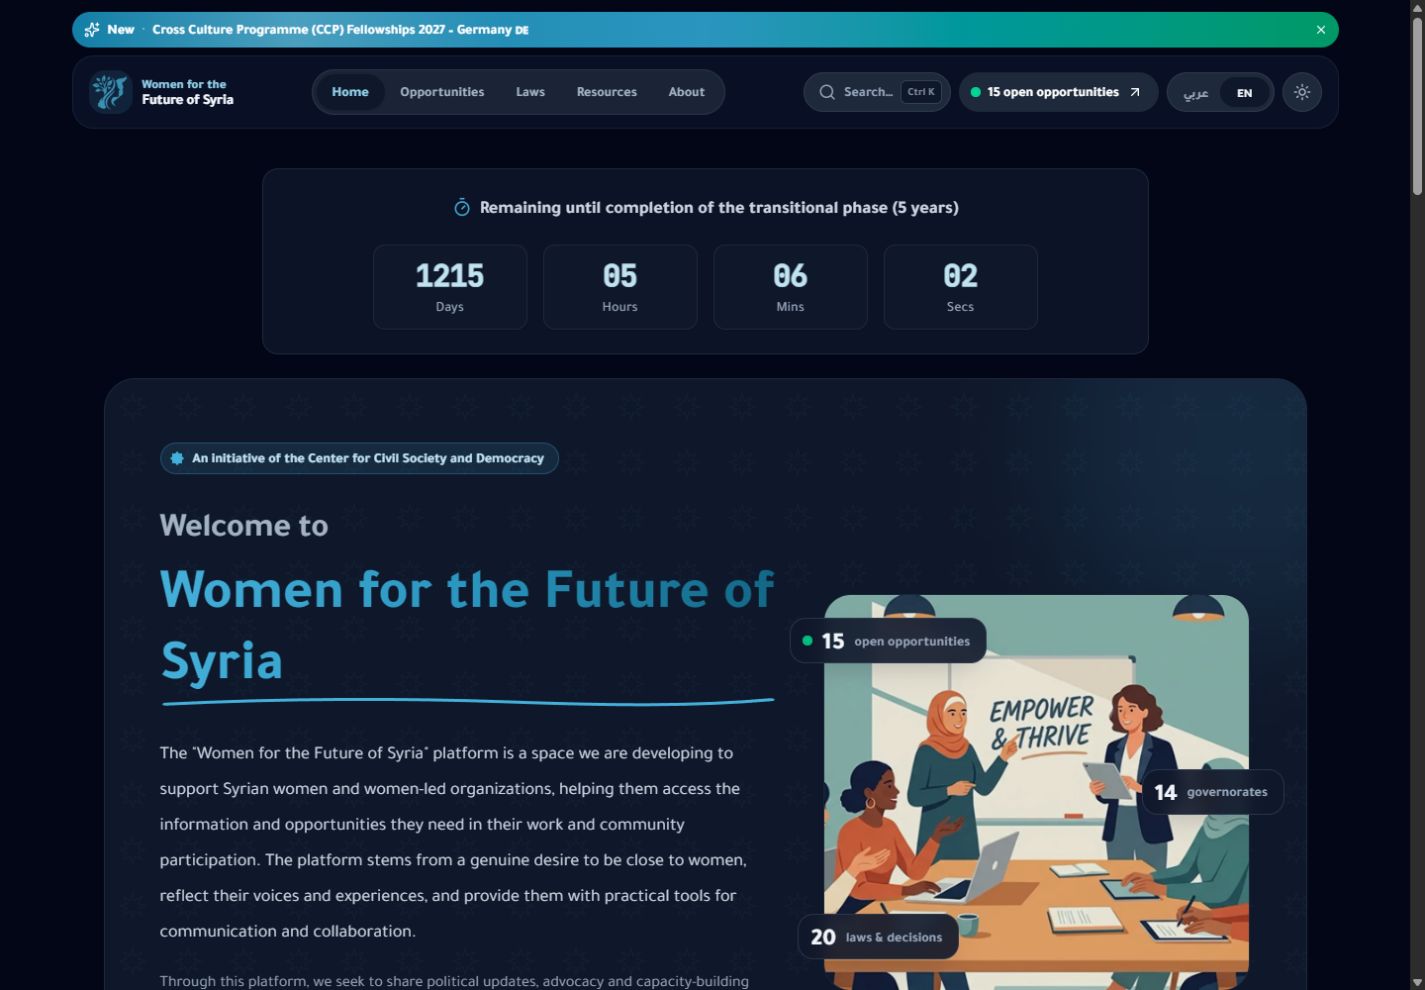 New · Cross Culture Programme (CCP) Fellowships 2027 - Germany DE
Women for the
Future of Syria
Home
Opportunities
Laws
Resources
About
Search...
Ctrl K
15 open opportunities
عربي
EN
Remaining until completion of the transitional phase (5 years)
1215
Days
05
Hours
06
Mins
02
Secs
An initiative of the Center for Civil Society and Democracy
Welcome to
Women for the Future of
Syria
The "Women for the Future of Syria" platform is a space we are developing to
support Syrian women and women-led organizations, helping them access the
information and opportunities they need in their work and community
participation. The platform stems from a genuine desire to be close to women,
reflect their voices and experiences, and provide them with practical tools for
communication and collaboration.
Through this platform, we seek to share political updates, advocacy and capacity-building
15 open opportunities
EMPOWER
& THRIVE
14 governorates
20 laws & decisions